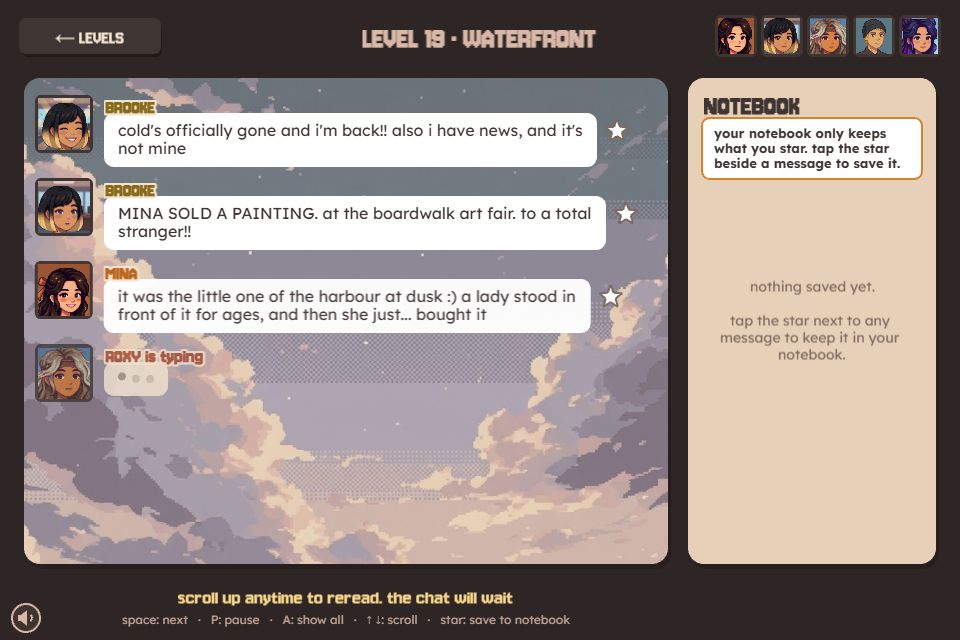 ← LEVELS
LEVEL 19 · WATERFRONT
BROOKE
cold's officially gone and i'm back!! also i have news, and it's
not mine
BROOKE
MINA SOLD A PAINTING. at the boardwalk art fair. to a total
stranger!!
MINA
it was the little one of the harbour at dusk :) a lady stood in
front of it for ages, and then she just... bought it
ROXY is typing
NOTEBOOK
your notebook only keeps
what you star. tap the star
beside a message to save it.
nothing saved yet.
tap the star next to any
message to keep it in your
notebook.
scroll up anytime to reread. the chat will wait
space: next · P: pause · A: show all · ↑↓: scroll · star: save to notebook